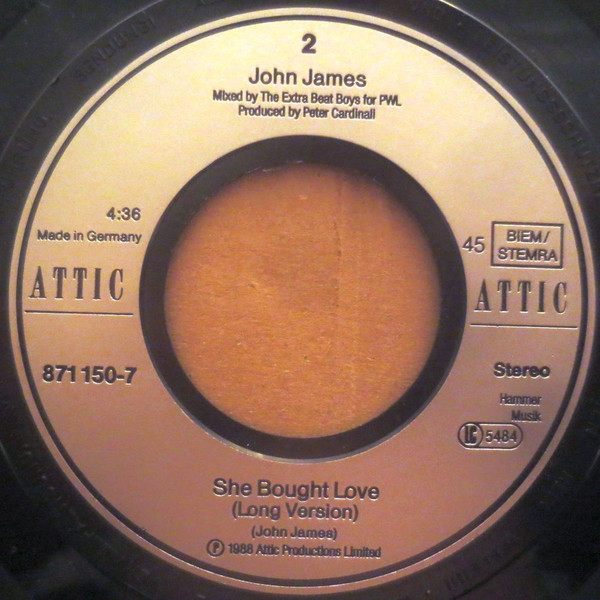 2
John James
Mixed by The Extra Beat Boys for PWL
Produced by Peter Cardinali
4:36
Made in Germany
ATTIC
871 150-7
45
BIEM/
STEMRA
ATTIC
Stereo
Hammer
Musik
LC 5484
She Bought Love
(Long Version)
(John James)
℗ 1988 Attic Productions Limited